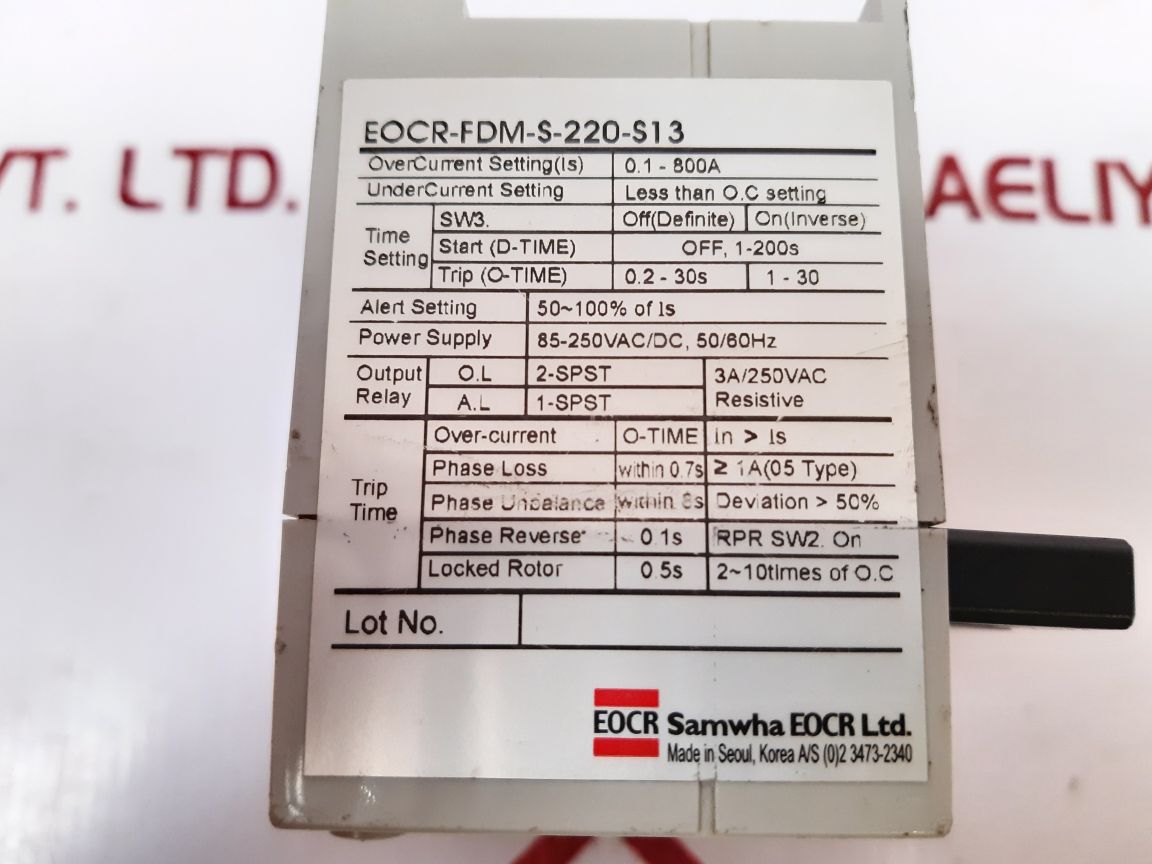 YT. LTD.
AELIY
EOCR-FDM-S-220-S13
OverCurrent Setting(Is) 0.1 - 800A
UnderCurrent Setting Less than O.C setting
Time Setting
SW3. Off(Definite) On(Inverse)
Start (D-TIME) OFF, 1-200s
Trip (O-TIME) 0.2 - 30s 1 - 30
Alert Setting 50~100% of Is
Power Supply 85-250VAC/DC, 50/60Hz
Output Relay
O.L 2-SPST 3A/250VAC
A.L 1-SPST Resistive
Trip Time
Over-current O-TIME In > Is
Phase Loss within 0.7s ≥ 1A(05 Type)
Phase Unbalance within 8s Deviation > 50%
Phase Reverse 0.1s RPR SW2. On
Locked Rotor 0.5s 2~10times of O.C
Lot No.
EOCR Samwha EOCR Ltd.
Made in Seoul, Korea A/S (0)2 3473-2340